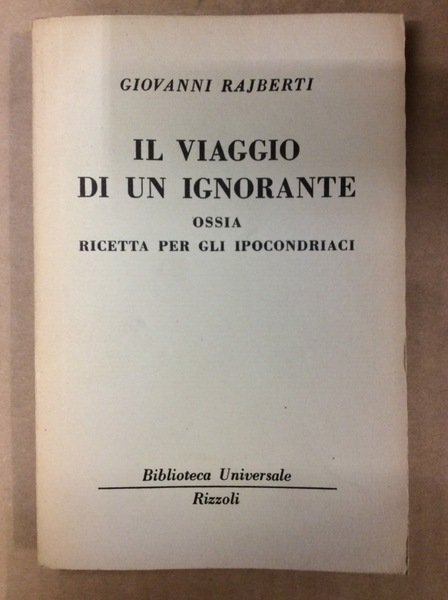 GIOVANNI RAJBERTI
IL VIAGGIO
DI UN IGNORANTE
OSSIA
RICETTA PER GLI IPOCONDRIACI
Biblioteca Universale
Rizzoli